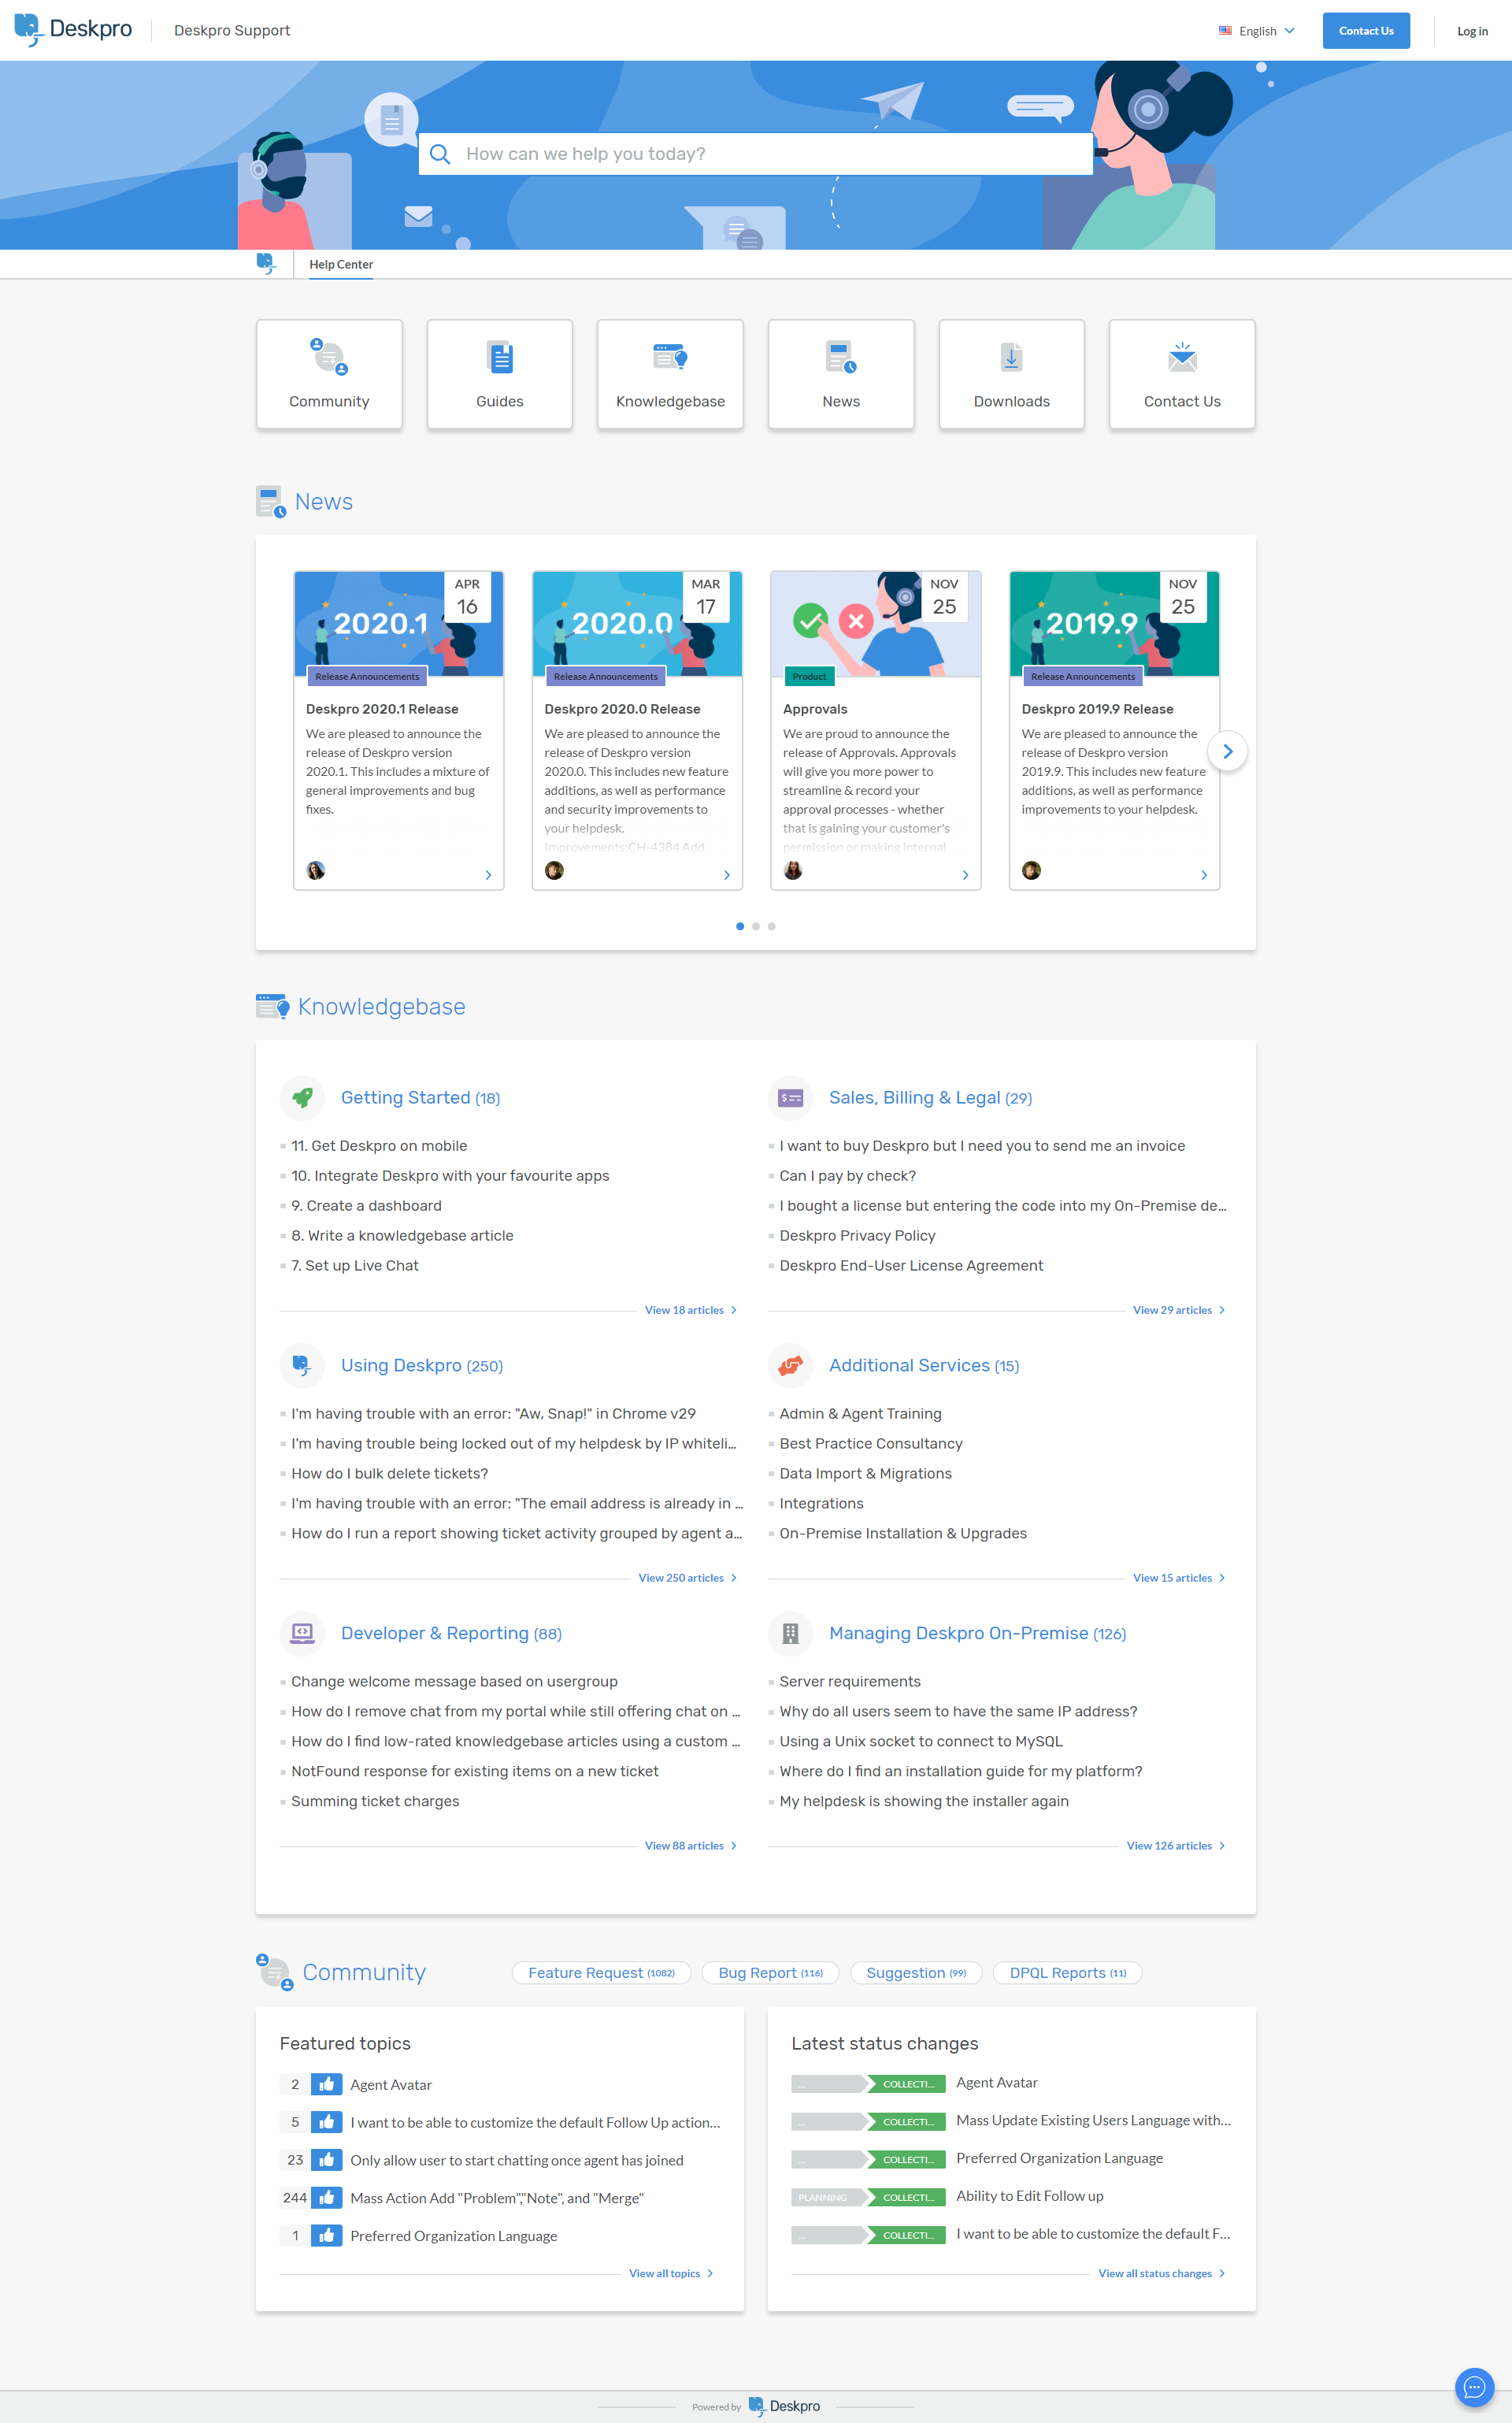 Deskpro
Deskpro Support
English
Contact Us
Log in
How can we help you today?
Help Center
Community
Guides
Knowledgebase
News
Downloads
Contact Us
News
2020.1
APR
16
Release Announcements
Deskpro 2020.1 Release
We are pleased to announce the
release of Deskpro version
2020.1. This includes a mixture of
general improvements and bug
fixes.
2020.0
MAR
17
Release Announcements
Deskpro 2020.0 Release
We are pleased to announce the
release of Deskpro version
2020.0. This includes new feature
additions, as well as performance
and security improvements to
your helpdesk.
Improvements:CH-4384 Add
NOV
25
Product
Approvals
We are proud to announce the
release of Approvals. Approvals
will give you more power to
streamline & record your
approval processes - whether
that is gaining your customer's
permission or making internal
2019.9
NOV
25
Release Announcements
Deskpro 2019.9 Release
We are pleased to announce the
release of Deskpro version
2019.9. This includes new feature
additions, as well as performance
improvements to your helpdesk.
Knowledgebase
Getting Started (18)
11. Get Deskpro on mobile
10. Integrate Deskpro with your favourite apps
9. Create a dashboard
8. Write a knowledgebase article
7. Set up Live Chat
View 18 articles
Sales, Billing & Legal (29)
I want to buy Deskpro but I need you to send me an invoice
Can I pay by check?
I bought a license but entering the code into my On-Premise de...
Deskpro Privacy Policy
Deskpro End-User License Agreement
View 29 articles
Using Deskpro (250)
I'm having trouble with an error: "Aw, Snap!" in Chrome v29
I'm having trouble being locked out of my helpdesk by IP whiteli...
How do I bulk delete tickets?
I'm having trouble with an error: "The email address is already in ...
How do I run a report showing ticket activity grouped by agent a...
View 250 articles
Additional Services (15)
Admin & Agent Training
Best Practice Consultancy
Data Import & Migrations
Integrations
On-Premise Installation & Upgrades
View 15 articles
Developer & Reporting (88)
Change welcome message based on usergroup
How do I remove chat from my portal while still offering chat on ...
How do I find low-rated knowledgebase articles using a custom ...
NotFound response for existing items on a new ticket
Summing ticket charges
View 88 articles
Managing Deskpro On-Premise (126)
Server requirements
Why do all users seem to have the same IP address?
Using a Unix socket to connect to MySQL
Where do I find an installation guide for my platform?
My helpdesk is showing the installer again
View 126 articles
Community
Feature Request (1082)
Bug Report (116)
Suggestion (99)
DPQL Reports (11)
Featured topics
2 Agent Avatar
5 I want to be able to customize the default Follow Up action...
23 Only allow user to start chatting once agent has joined
244 Mass Action Add "Problem","Note", and "Merge"
1 Preferred Organization Language
View all topics
Latest status changes
... COLLECTI... Agent Avatar
... COLLECTI... Mass Update Existing Users Language with...
... COLLECTI... Preferred Organization Language
PLANNING COLLECTI... Ability to Edit Follow up
... COLLECTI... I want to be able to customize the default F...
View all status changes
Powered by Deskpro